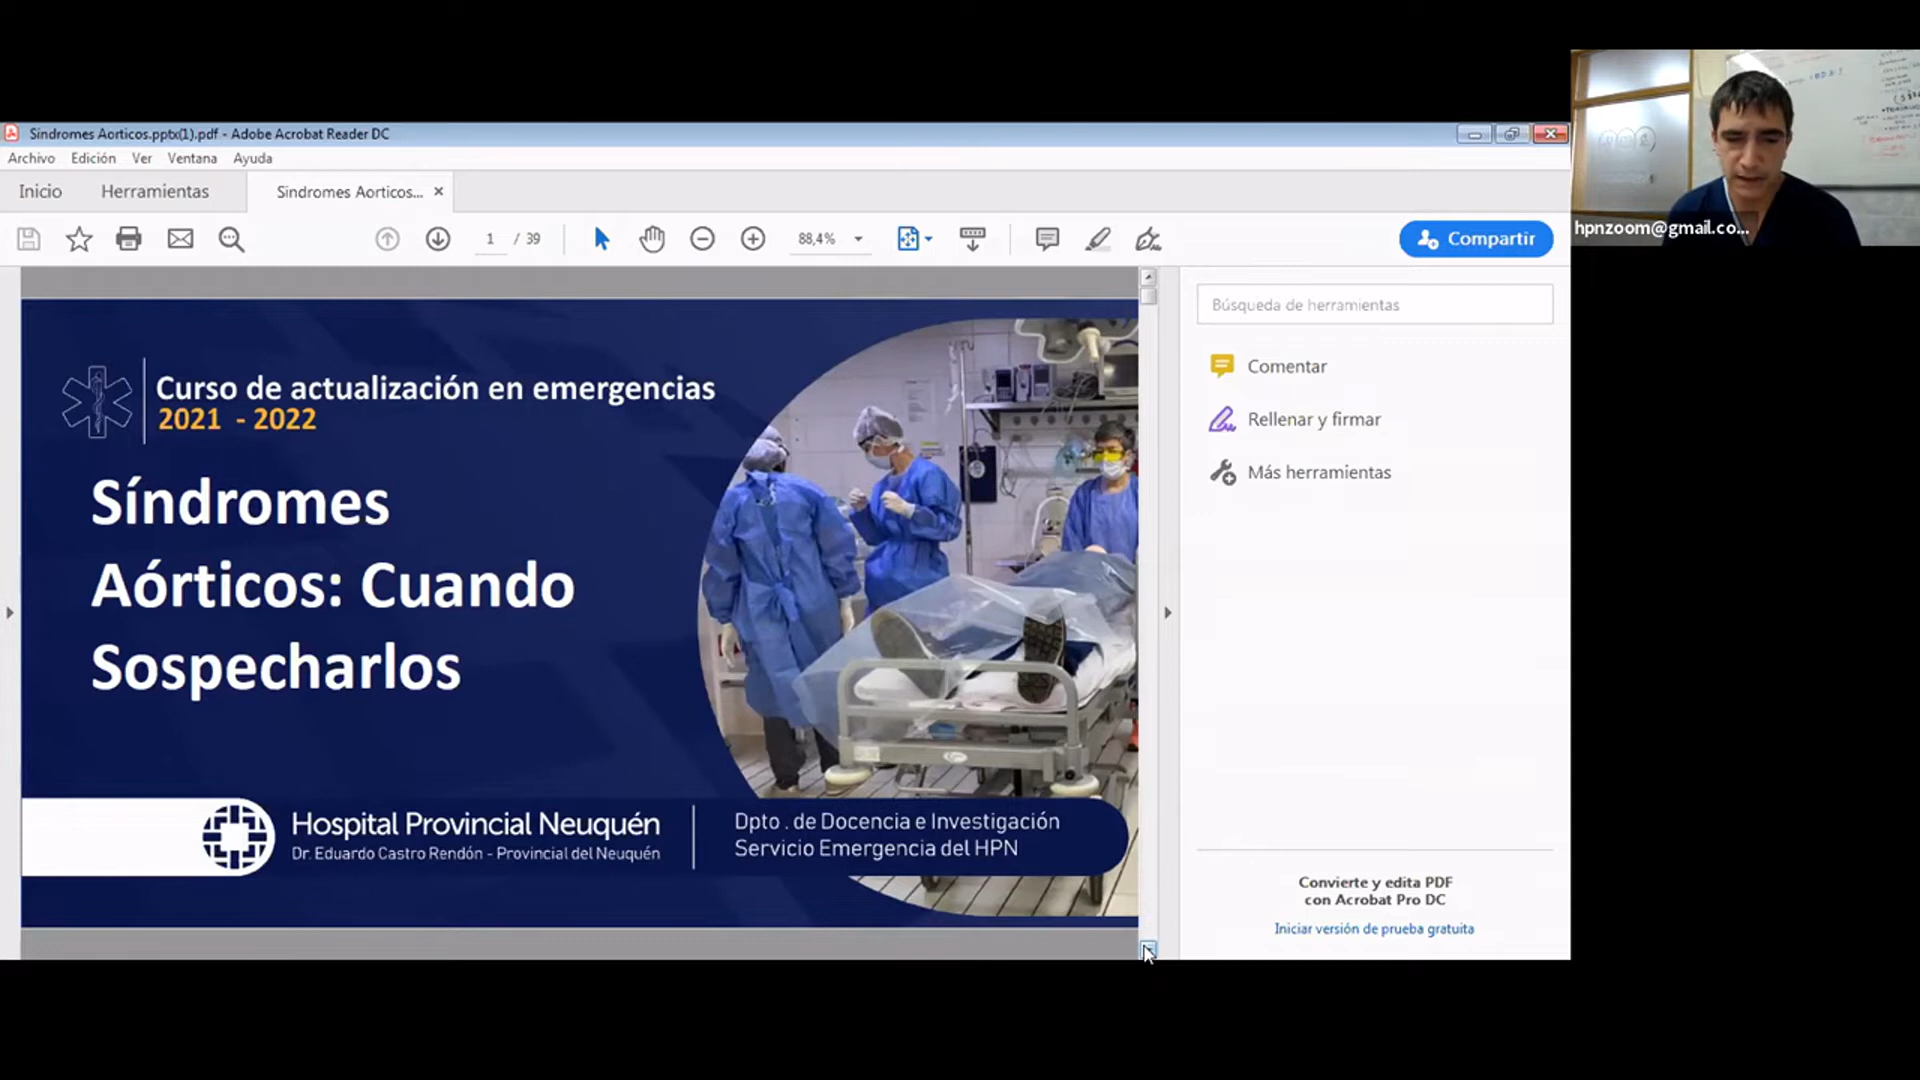 Sindromes Aorticos.pptx(1).pdf - Adobe Acrobat Reader DC
Archivo Edición Ver Ventana Ayuda
Inicio Herramientas Sindromes Aorticos... ×
1 / 39 88,4% Compartir
hpnzoom@gmail.co...
Búsqueda de herramientas
Comentar
Rellenar y firmar
Más herramientas
Convierte y edita PDF
con Acrobat Pro DC
Iniciar versión de prueba gratuita
Curso de actualización en emergencias
2021 - 2022
Síndromes
Aórticos: Cuando
Sospecharlos
Hospital Provincial Neuquén
Dr. Eduardo Castro Rendón - Provincial del Neuquén
Dpto . de Docencia e Investigación
Servicio Emergencia del HPN